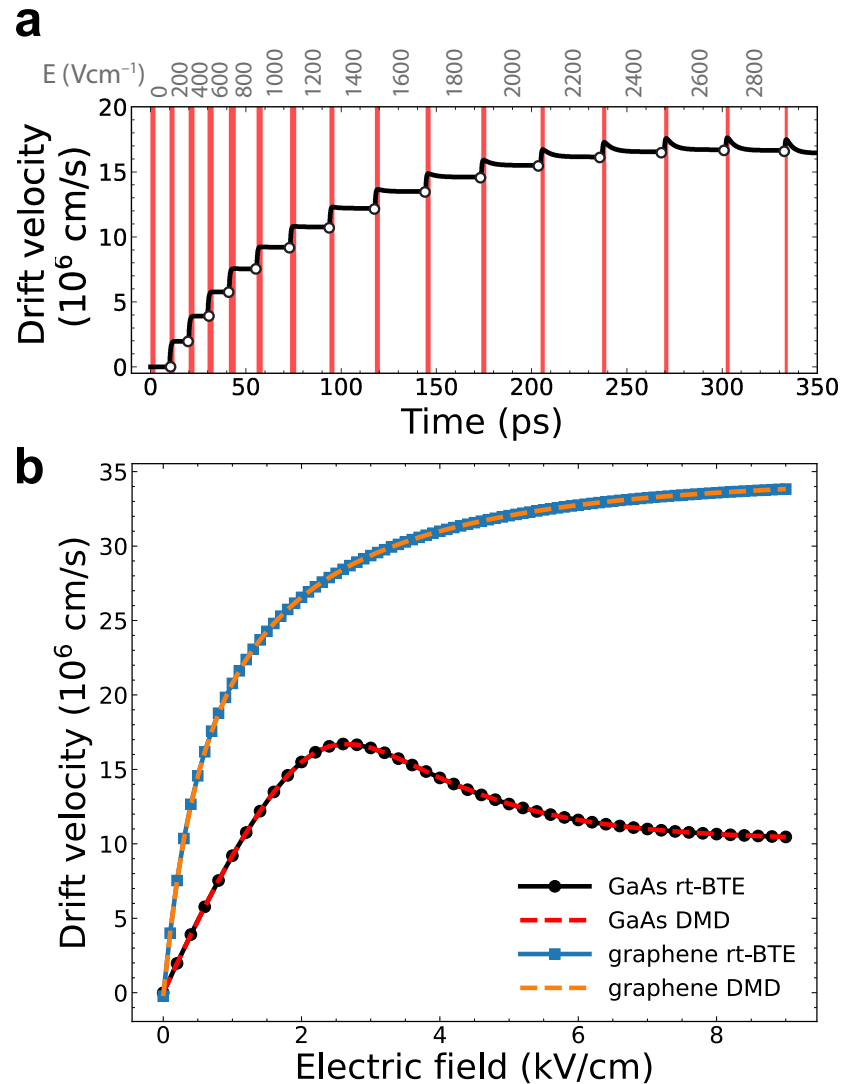 a
E (Vcm⁻¹) 0 200 400 600 800 1000 1200 1400 1600 1800 2000 2200 2400 2600 2800
20
15
10
5
0
Drift velocity
(10⁶ cm/s)
0 50 100 150 200 250 300 350
Time (ps)
b
35
30
25
20
15
10
5
0
Drift velocity (10⁶ cm/s)
GaAs rt-BTE
GaAs DMD
graphene rt-BTE
graphene DMD
0 2 4 6 8
Electric field (kV/cm)